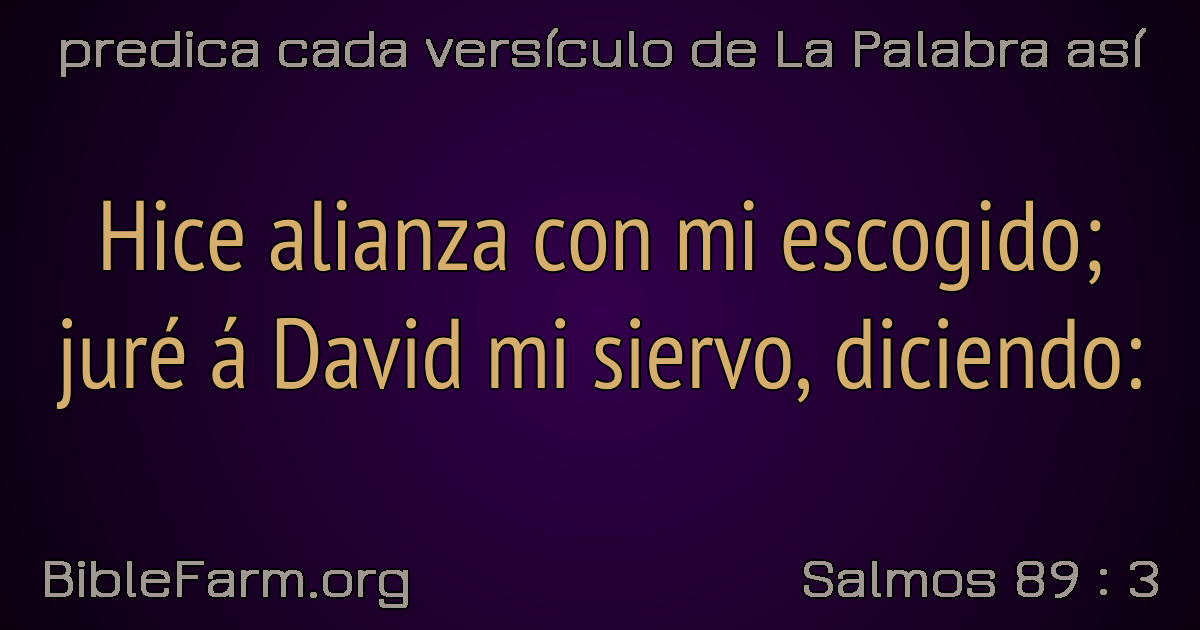 predica cada versículo de La Palabra así
Hice alianza con mi escogido;
juré á David mi siervo, diciendo:
BibleFarm.org
Salmos 89 : 3